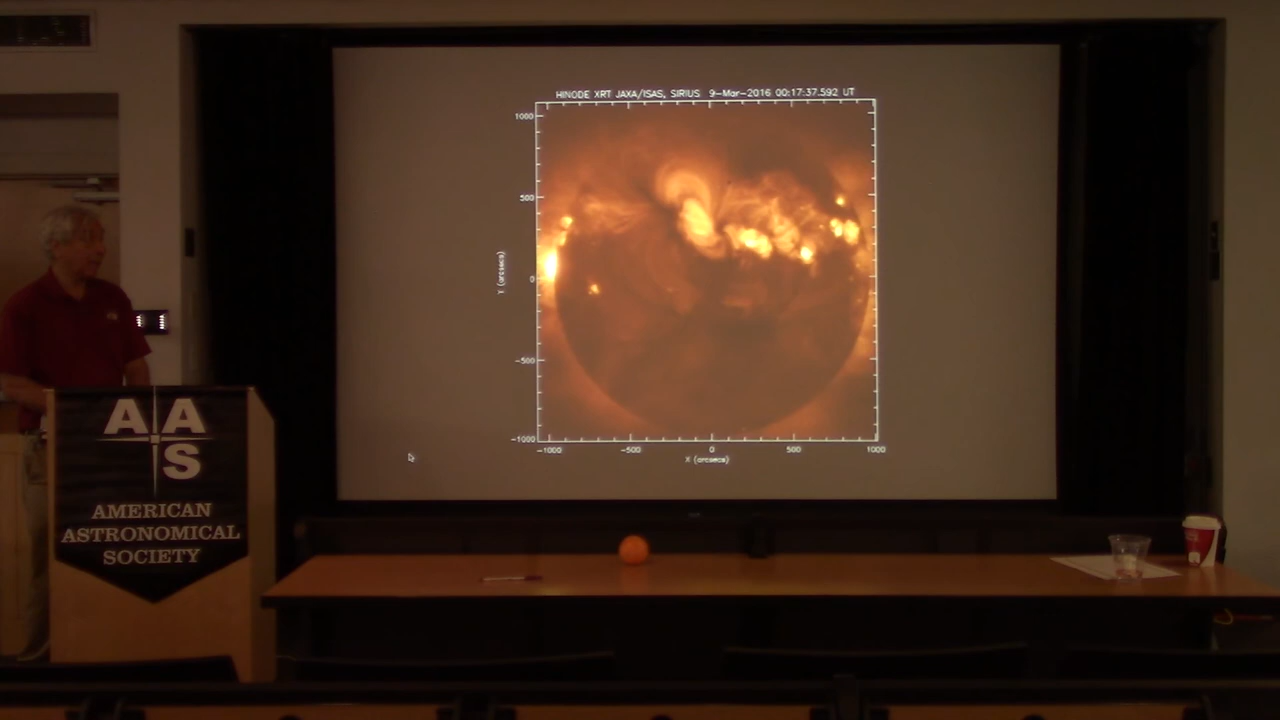 HINODE XRT JAXA/ISAS, SIRIUS 9-Mar-2016 00:17:37.592 UT
1000
500
0
-500
-1000
Y (arcsecs)
-1000 -500 0 500 1000
X (arcsecs)
A A
S
AMERICAN
ASTRONOMICAL
SOCIETY